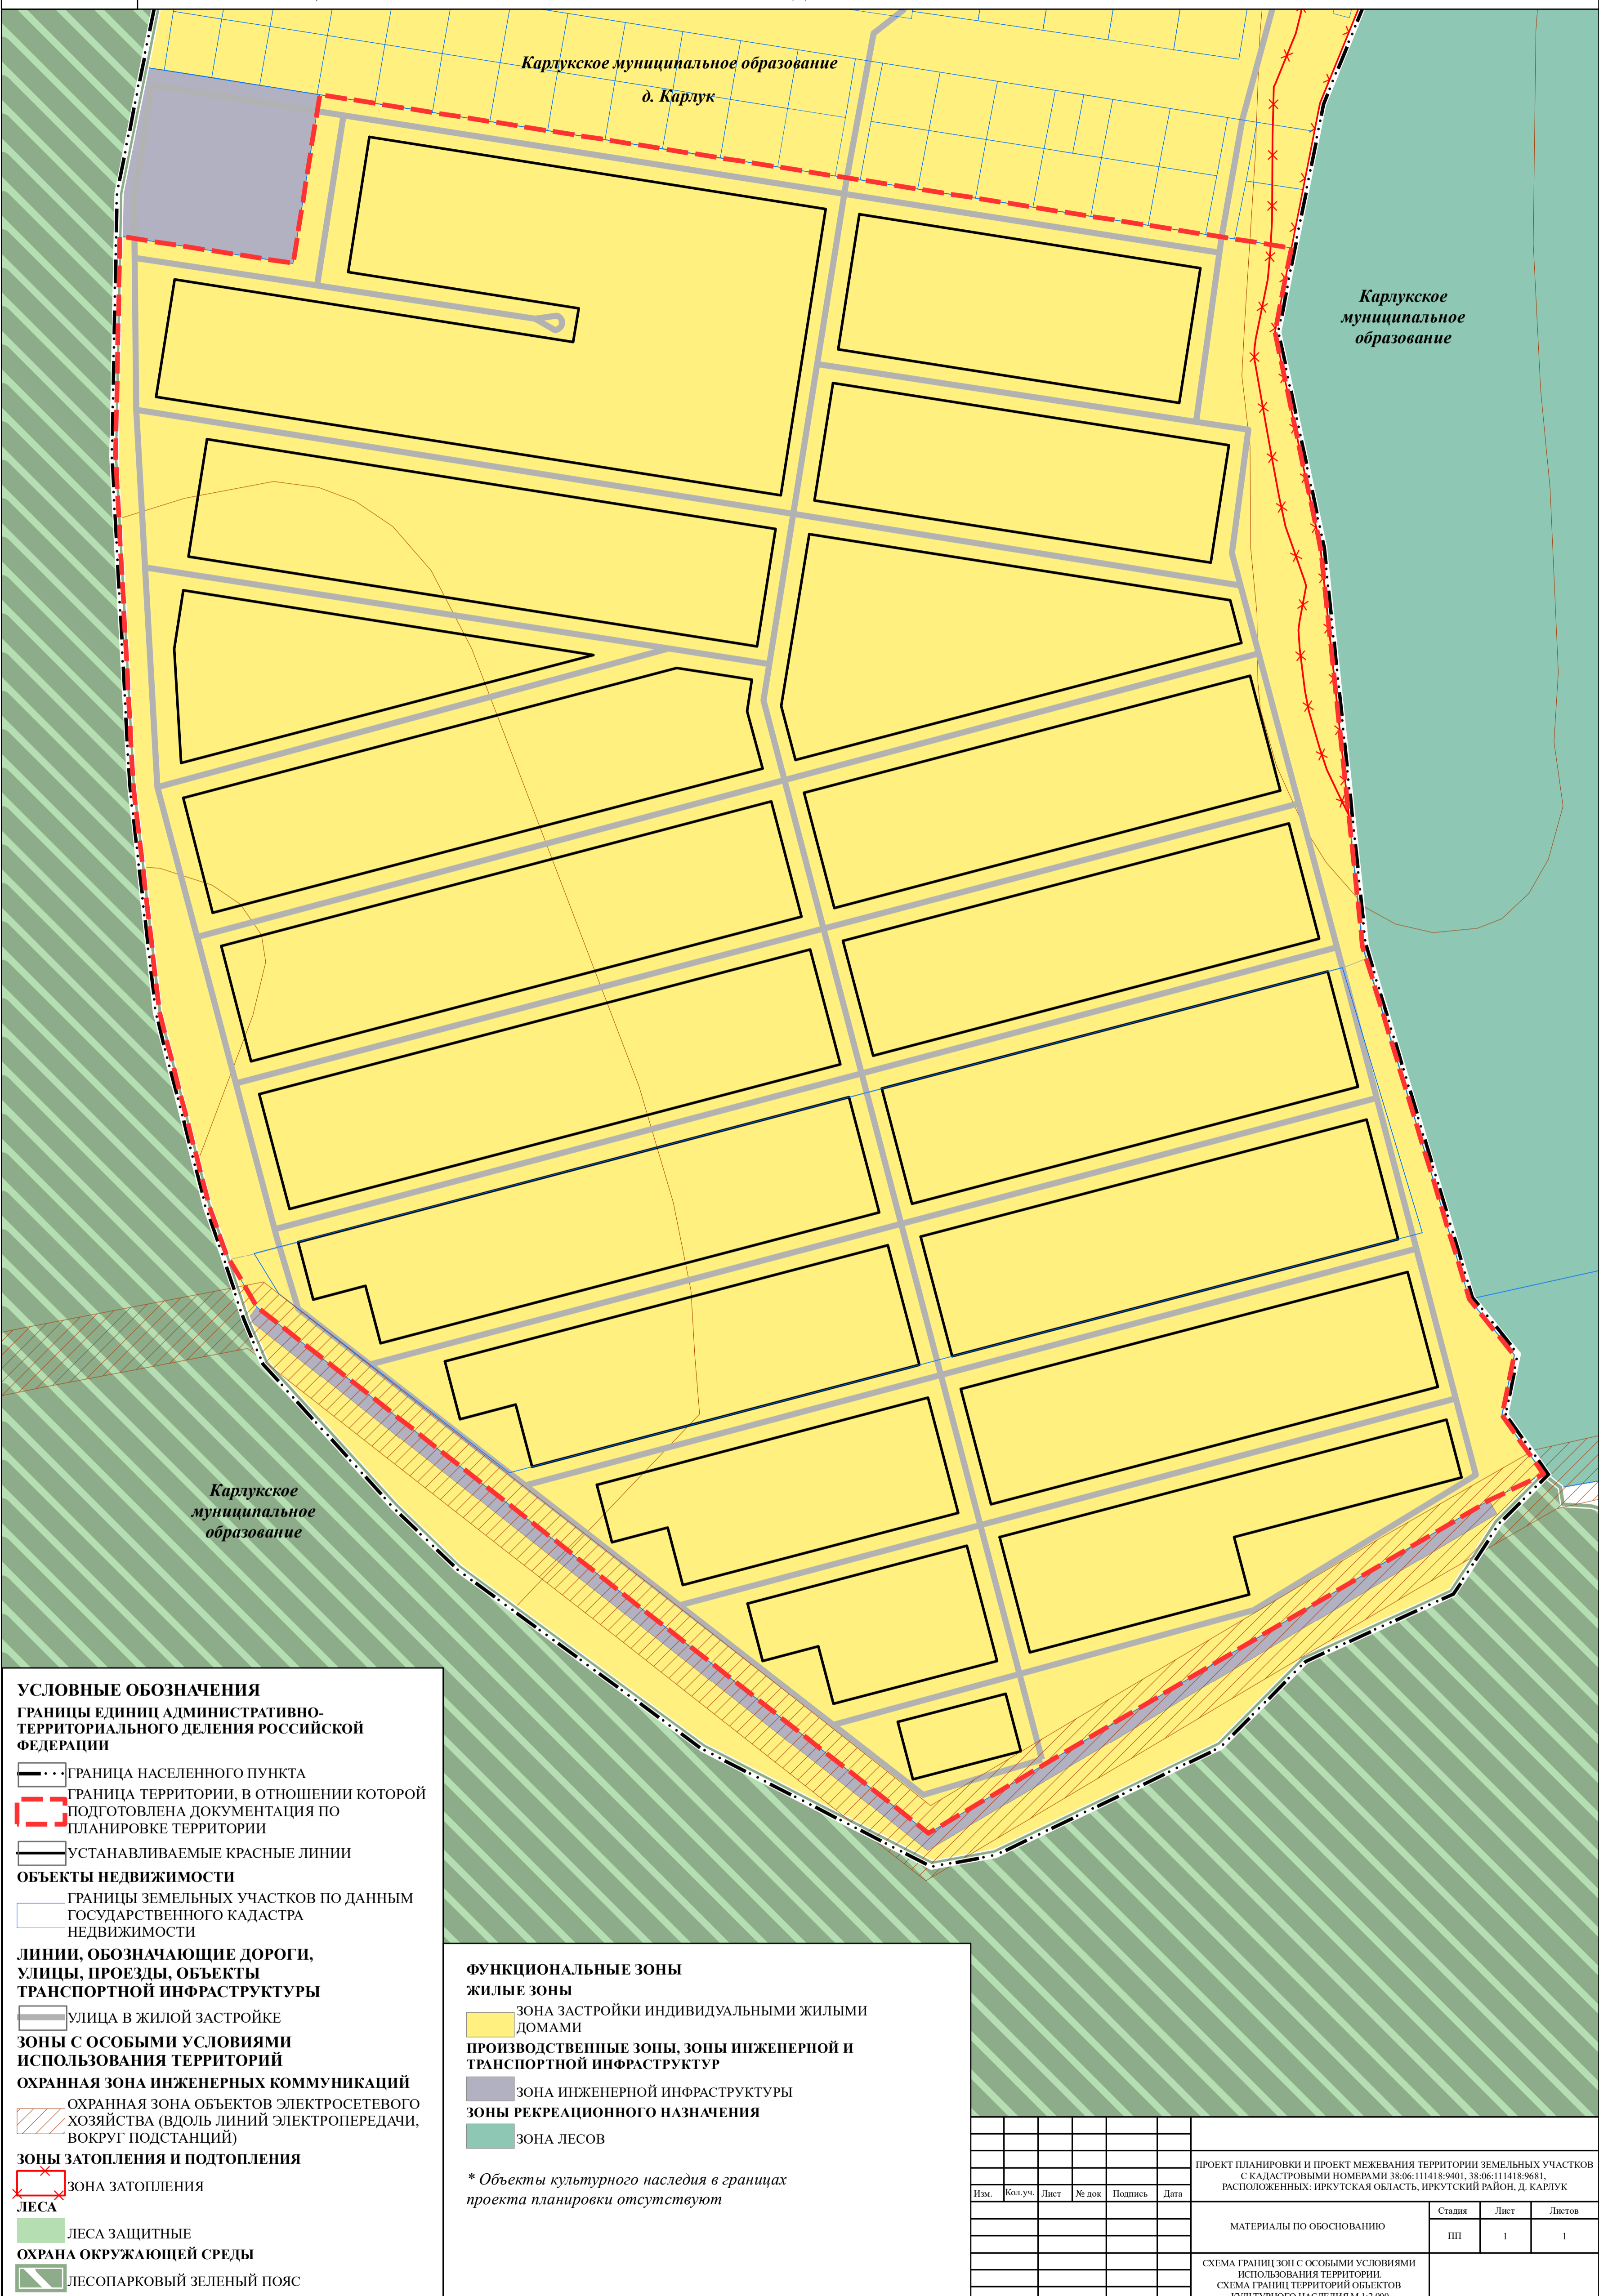 Карлукское муниципальное образование
д. Карлук
Карлукское
муниципальное
образование
Карлукское
муниципальное
образование
УСЛОВНЫЕ ОБОЗНАЧЕНИЯ
ГРАНИЦЫ ЕДИНИЦ АДМИНИСТРАТИВНО-
ТЕРРИТОРИАЛЬНОГО ДЕЛЕНИЯ РОССИЙСКОЙ
ФЕДЕРАЦИИ
ГРАНИЦА НАСЕЛЕННОГО ПУНКТА
ГРАНИЦА ТЕРРИТОРИИ, В ОТНОШЕНИИ КОТОРОЙ
ПОДГОТОВЛЕНА ДОКУМЕНТАЦИЯ ПО
ПЛАНИРОВКЕ ТЕРРИТОРИИ
УСТАНАВЛИВАЕМЫЕ КРАСНЫЕ ЛИНИИ
ОБЪЕКТЫ НЕДВИЖИМОСТИ
ГРАНИЦЫ ЗЕМЕЛЬНЫХ УЧАСТКОВ ПО ДАННЫМ
ГОСУДАРСТВЕННОГО КАДАСТРА
НЕДВИЖИМОСТИ
ЛИНИИ, ОБОЗНАЧАЮЩИЕ ДОРОГИ,
УЛИЦЫ, ПРОЕЗДЫ, ОБЪЕКТЫ
ТРАНСПОРТНОЙ ИНФРАСТРУКТУРЫ
УЛИЦА В ЖИЛОЙ ЗАСТРОЙКЕ
ЗОНЫ С ОСОБЫМИ УСЛОВИЯМИ
ИСПОЛЬЗОВАНИЯ ТЕРРИТОРИЙ
ОХРАННАЯ ЗОНА ИНЖЕНЕРНЫХ КОММУНИКАЦИЙ
ОХРАННАЯ ЗОНА ОБЪЕКТОВ ЭЛЕКТРОСЕТЕВОГО
ХОЗЯЙСТВА (ВДОЛЬ ЛИНИЙ ЭЛЕКТРОПЕРЕДАЧИ,
ВОКРУГ ПОДСТАНЦИЙ)
ЗОНЫ ЗАТОПЛЕНИЯ И ПОДТОПЛЕНИЯ
ЗОНА ЗАТОПЛЕНИЯ
ЛЕСА
ЛЕСА ЗАЩИТНЫЕ
ОХРАНА ОКРУЖАЮЩЕЙ СРЕДЫ
ЛЕСОПАРКОВЫЙ ЗЕЛЕНЫЙ ПОЯС
ФУНКЦИОНАЛЬНЫЕ ЗОНЫ
ЖИЛЫЕ ЗОНЫ
ЗОНА ЗАСТРОЙКИ ИНДИВИДУАЛЬНЫМИ ЖИЛЫМИ
ДОМАМИ
ПРОИЗВОДСТВЕННЫЕ ЗОНЫ, ЗОНЫ ИНЖЕНЕРНОЙ И
ТРАНСПОРТНОЙ ИНФРАСТРУКТУР
ЗОНА ИНЖЕНЕРНОЙ ИНФРАСТРУКТУРЫ
ЗОНЫ РЕКРЕАЦИОННОГО НАЗНАЧЕНИЯ
ЗОНА ЛЕСОВ
* Объекты культурного наследия в границах
проекта планировки отсутствуют
ПРОЕКТ ПЛАНИРОВКИ И ПРОЕКТ МЕЖЕВАНИЯ ТЕРРИТОРИИ ЗЕМЕЛЬНЫХ УЧАСТКОВ
С КАДАСТРОВЫМИ НОМЕРАМИ 38:06:111418:9401, 38:06:111418:9681,
РАСПОЛОЖЕННЫХ: ИРКУТСКАЯ ОБЛАСТЬ, ИРКУТСКИЙ РАЙОН, Д. КАРЛУК
Изм. Кол.уч. Лист № док Подпись Дата
МАТЕРИАЛЫ ПО ОБОСНОВАНИЮ
Стадия Лист Листов
ПП 1 1
СХЕМА ГРАНИЦ ЗОН С ОСОБЫМИ УСЛОВИЯМИ
ИСПОЛЬЗОВАНИЯ ТЕРРИТОРИИ.
СХЕМА ГРАНИЦ ТЕРРИТОРИЙ ОБЪЕКТОВ
КУЛЬТУРНОГО НАСЛЕДИЯ М 1:2 000